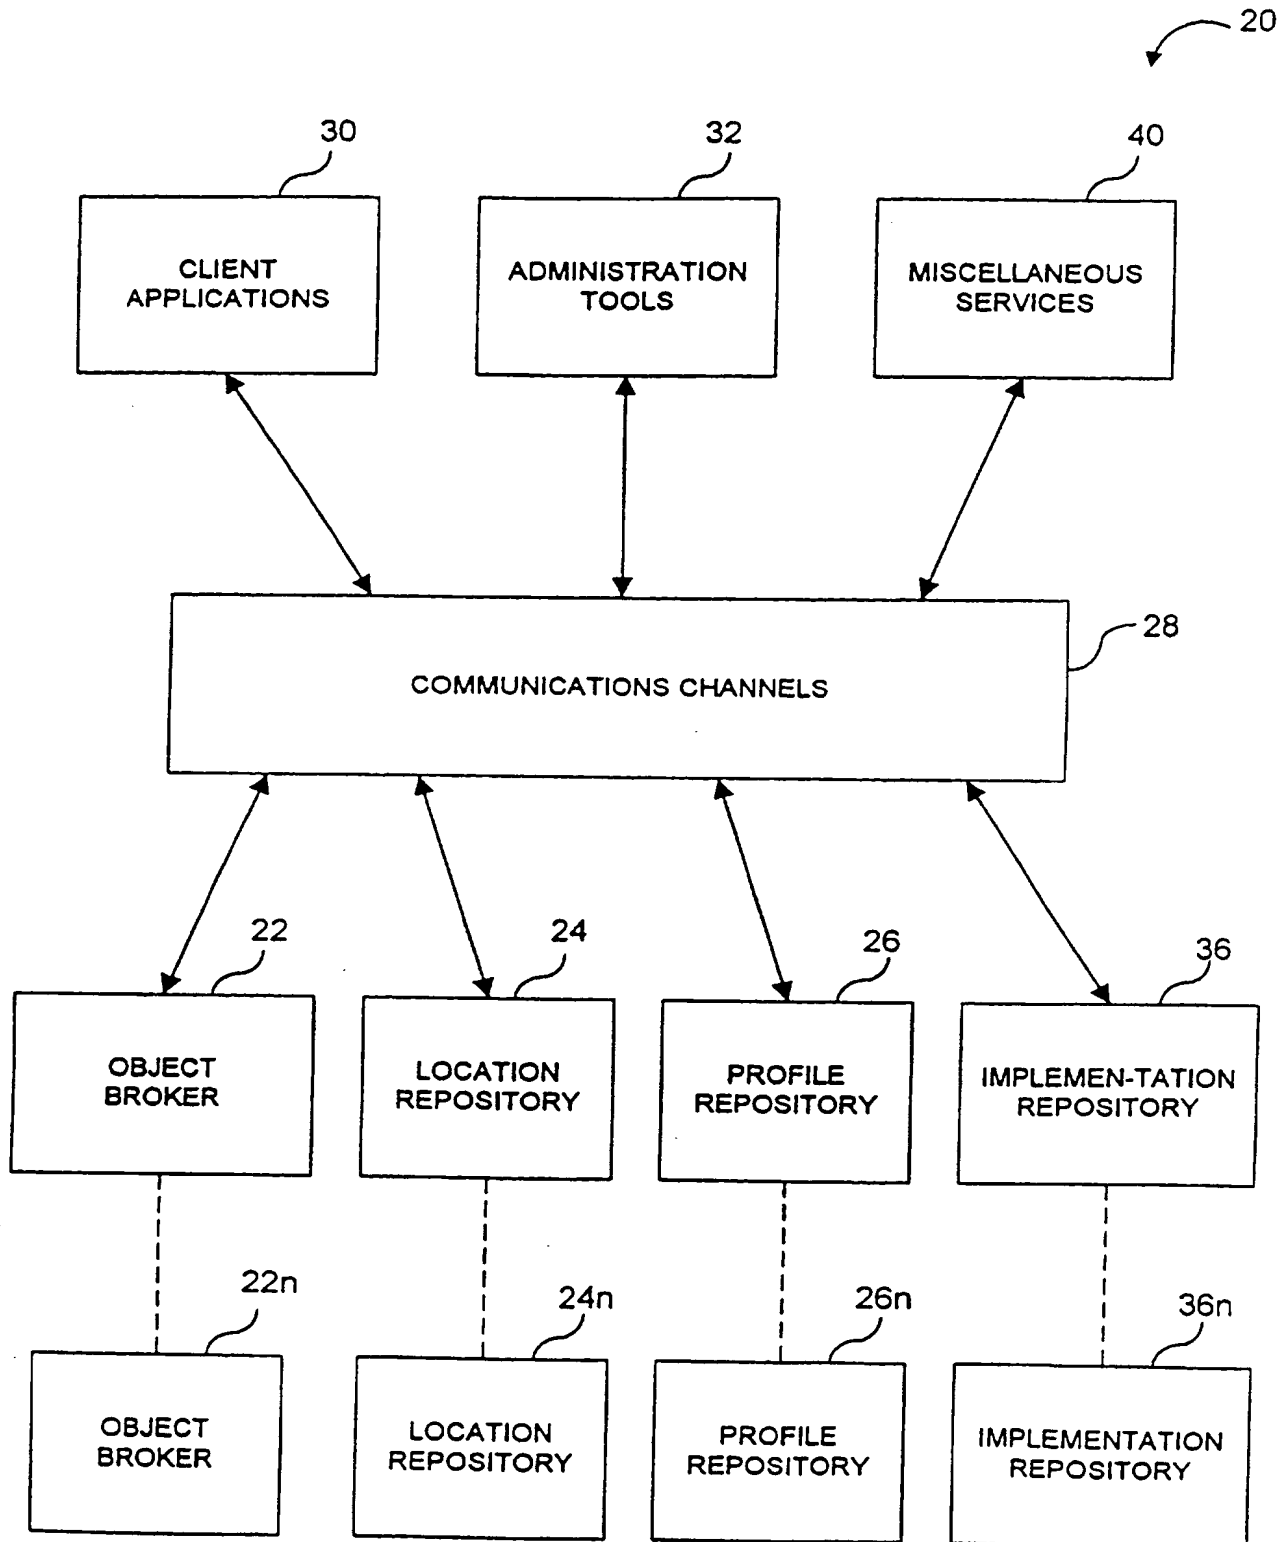 20
30
32
40
CLIENT
APPLICATIONS
ADMINISTRATION
TOOLS
MISCELLANEOUS
SERVICES
28
COMMUNICATIONS CHANNELS
22
24
26
36
OBJECT
BROKER
LOCATION
REPOSITORY
PROFILE
REPOSITORY
IMPLEMEN-TATION
REPOSITORY
22n
24n
26n
36n
OBJECT
BROKER
LOCATION
REPOSITORY
PROFILE
REPOSITORY
IMPLEMENTATION
REPOSITORY